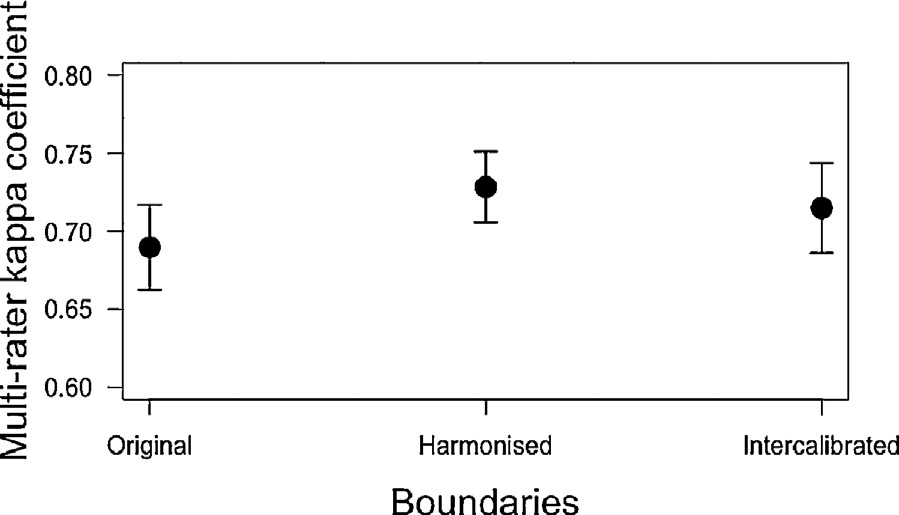 Multi-rater kappa coefficient
0.80
0.75
0.70
0.65
0.60
Original
Harmonised
Intercalibrated
Boundaries